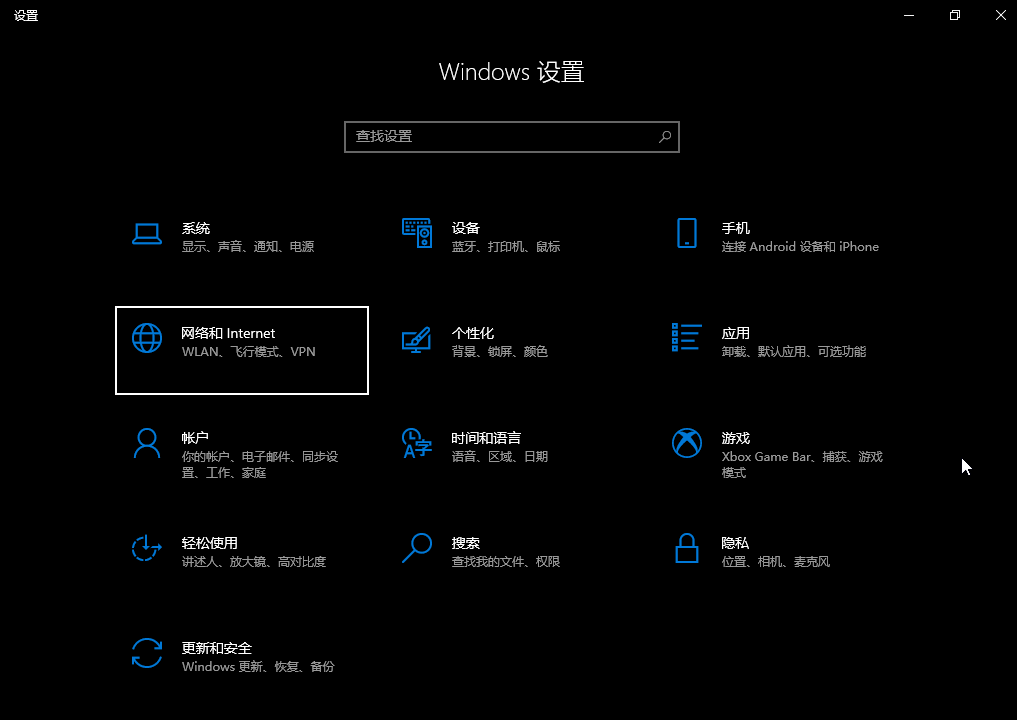 设置
Windows 设置
查找设置
系统
显示、声音、通知、电源
设备
蓝牙、打印机、鼠标
手机
连接 Android 设备和 iPhone
网络和 Internet
WLAN、飞行模式、VPN
个性化
背景、锁屏、颜色
应用
卸载、默认应用、可选功能
帐户
你的帐户、电子邮件、同步设
置、工作、家庭
时间和语言
语音、区域、日期
游戏
Xbox Game Bar、捕获、游戏
模式
轻松使用
讲述人、放大镜、高对比度
搜索
查找我的文件、权限
隐私
位置、相机、麦克风
更新和安全
Windows 更新、恢复、备份